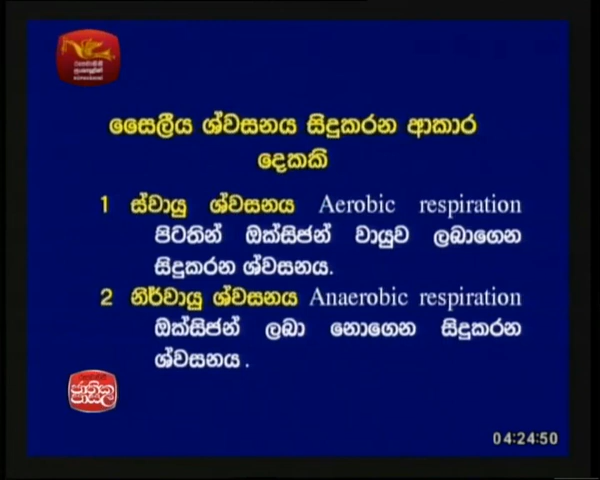 සෛලීය ශ්වසනය සිදුකරන ආකාර
දෙකකි
1 ස්වායු ශ්වසනය Aerobic respiration
පිටතින් ඔක්සිජන් වායුව ලබාගෙන
සිදුකරන ශ්වසනය.
2 නිර්වායු ශ්වසනය Anaerobic respiration
ඔක්සිජන් ලබා නොගෙන සිදුකරන
ශ්වසනය.
ජාතික
පාසල
04:24:50